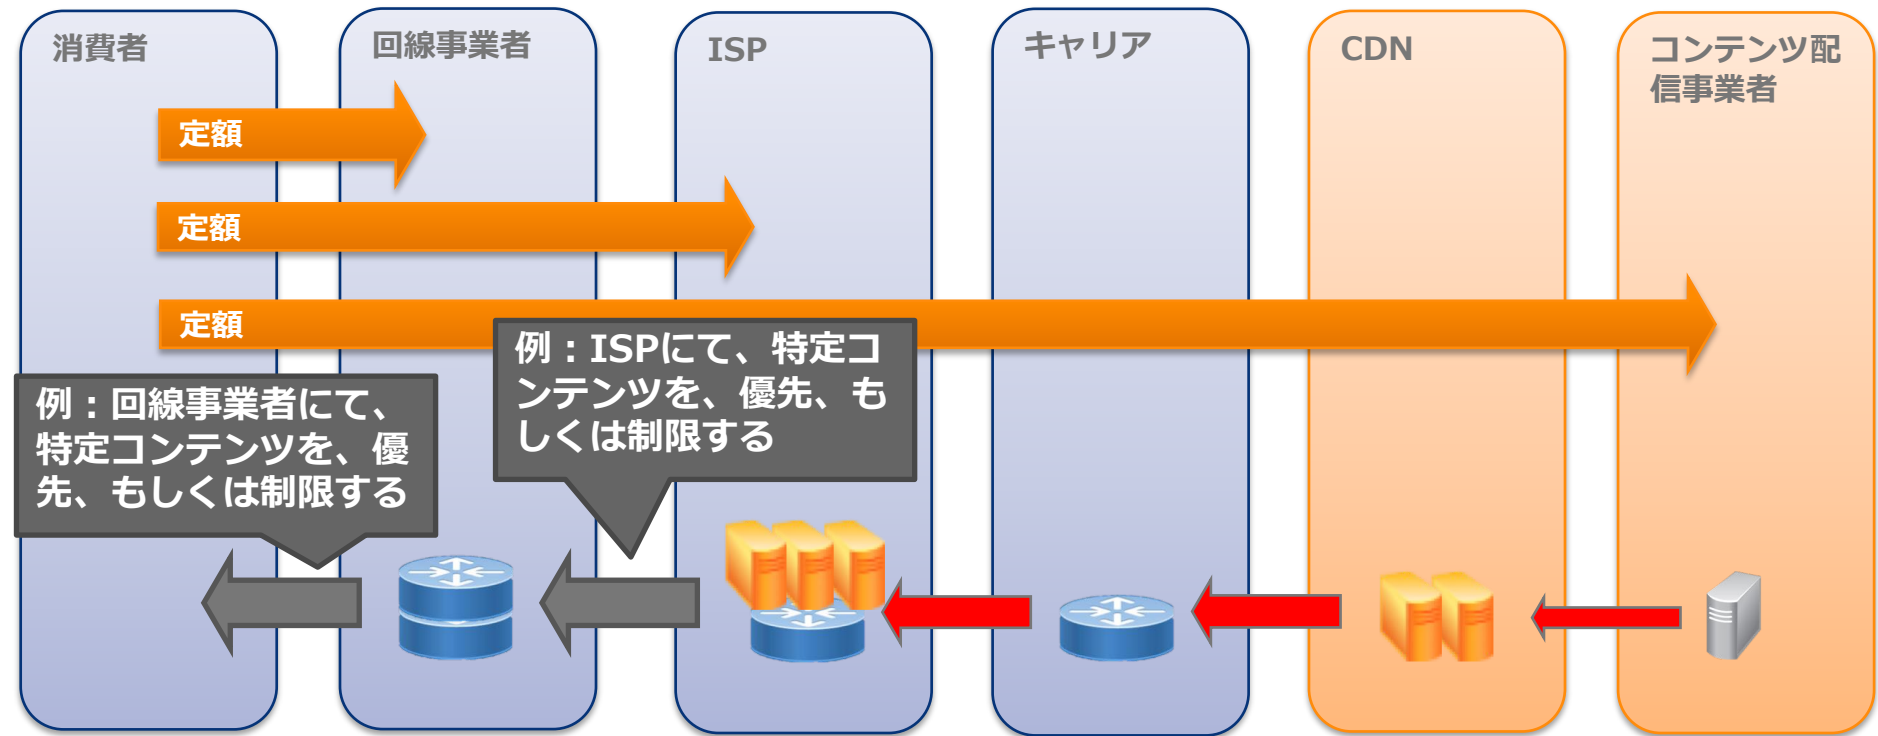 消費者
回線事業者
ISP
キャリア
CDN
コンテンツ配
信事業者
定額
定額
定額
例：ISPにて、特定コ
ンテンツを、優先、も
しくは制限する
例：回線事業者にて、
特定コンテンツを、優
先、もしくは制限する